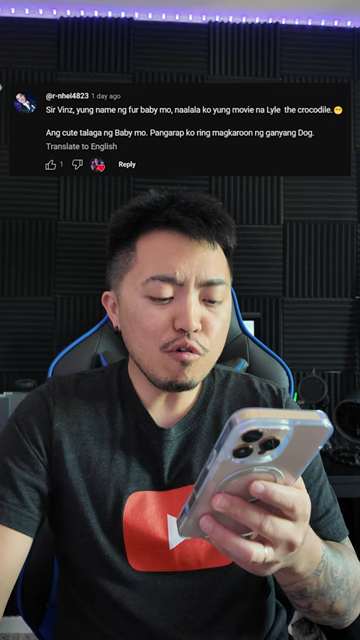 @r-nhel4823 1 day ago
Sir Vinz, yung name ng fur baby mo, naalala ko yung movie na Lyle the crocodile.😁
Ang cute talaga ng Baby mo. Pangarap ko ring magkaroon ng ganyang Dog.
Translate to English
1 Reply